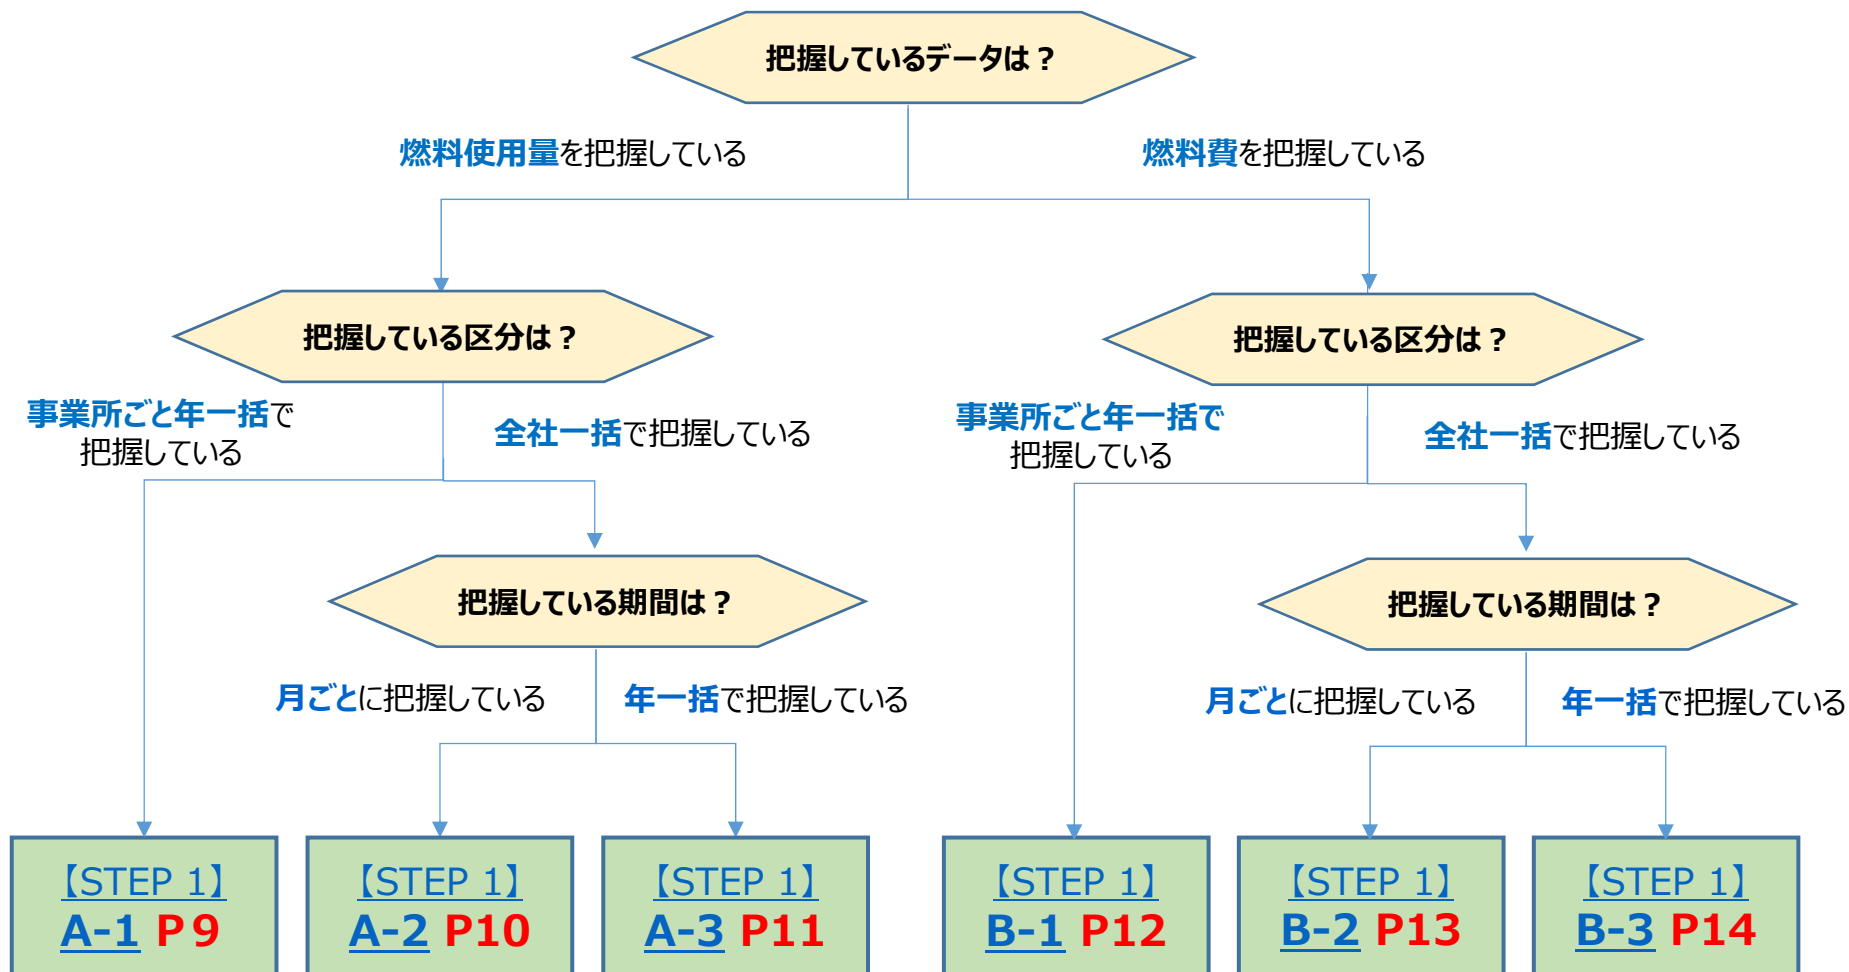 把握しているデータは？
燃料使用量を把握している
燃料費を把握している
把握している区分は？
把握している区分は？
事業所ごと年一括で
把握している
全社一括で把握している
事業所ごと年一括で
把握している
全社一括で把握している
把握している期間は？
把握している期間は？
月ごとに把握している
年一括で把握している
月ごとに把握している
年一括で把握している
【STEP 1】
A-1 P９
【STEP 1】
A-2 P10
【STEP 1】
A-3 P11
【STEP 1】
B-1 P12
【STEP 1】
B-2 P13
【STEP 1】
B-3 P14